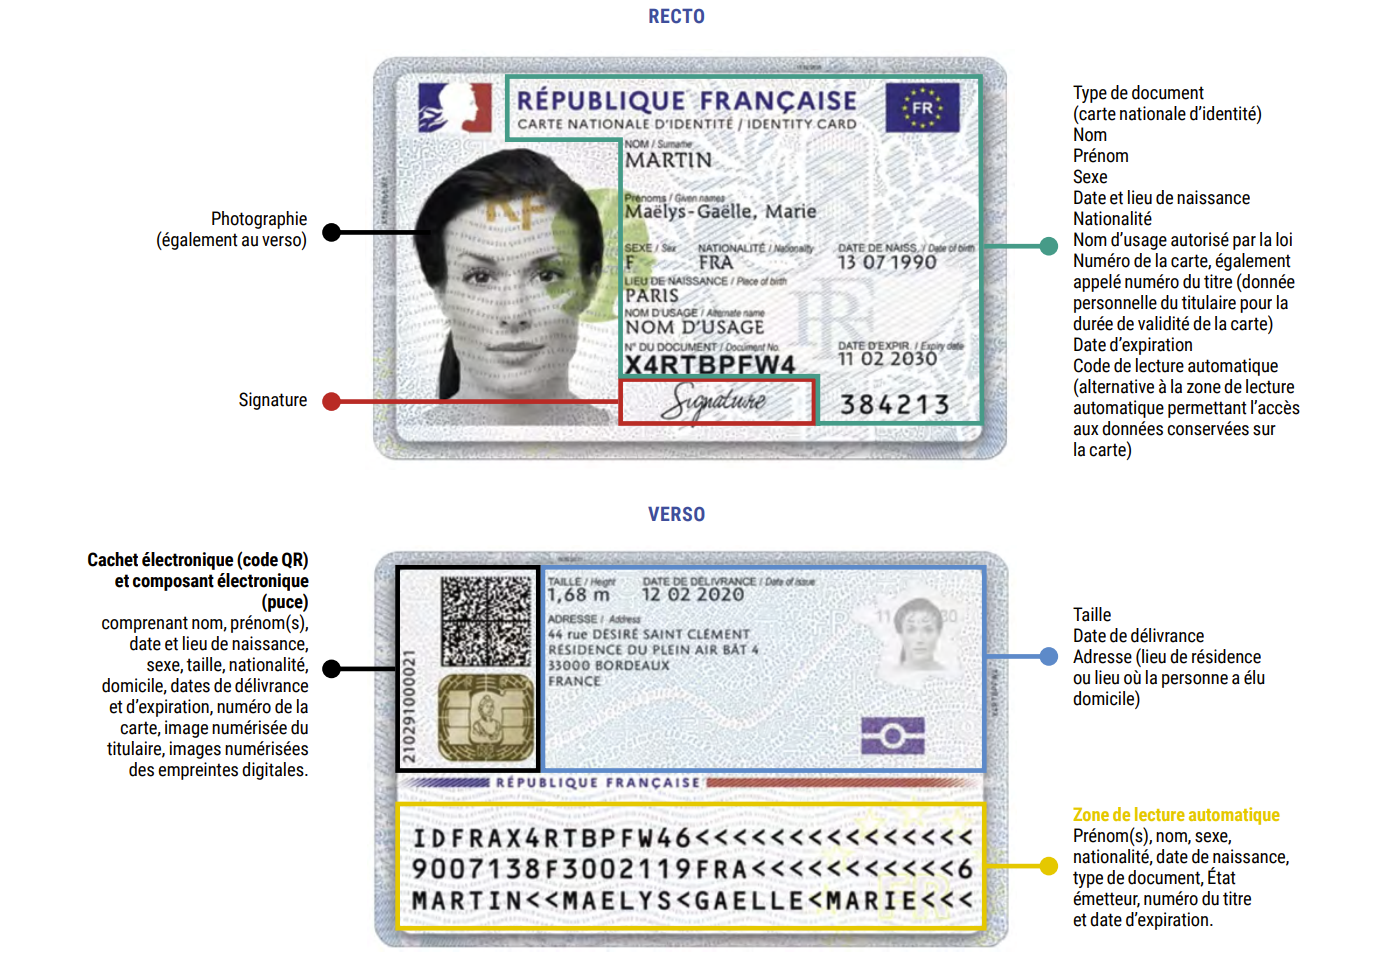 RECTO
RÉPUBLIQUE FRANÇAISE
CARTE NATIONALE D'IDENTITÉ / IDENTITY CARD
FR
NOM / Surname
MARTIN
Prénoms / Given names
Maëlys-Gaëlle, Marie
SEXE / Sex NATIONALITÉ / Nationality DATE DE NAISS. / Date of birth
F FRA 13 07 1990
LIEU DE NAISSANCE / Place of birth
PARIS
NOM D'USAGE / Alternate name
NOM D'USAGE
N° DU DOCUMENT / Document No. DATE D'EXPIR. / Expiry date
X4RTBPFW4 11 02 2030
Signature
384213
RF
Photographie
(également au verso)
Signature
Type de document
(carte nationale d'identité)
Nom
Prénom
Sexe
Date et lieu de naissance
Nationalité
Nom d'usage autorisé par la loi
Numéro de la carte, également
appelé numéro du titre (donnée
personnelle du titulaire pour la
durée de validité de la carte)
Date d'expiration
Code de lecture automatique
(alternative à la zone de lecture
automatique permettant l'accès
aux données conservées sur
la carte)
VERSO
Cachet électronique (code QR)
et composant électronique
(puce)
comprenant nom, prénom(s),
date et lieu de naissance,
sexe, taille, nationalité,
domicile, dates de délivrance
et d'expiration, numéro de la
carte, image numérisée du
titulaire, images numérisées
des empreintes digitales.
210291000021
TAILLE / Height DATE DE DÉLIVRANCE / Date of issue
1,68 m 12 02 2020
ADRESSE / Address
44 rue DÉSIRÉ SAINT CLÉMENT
RÉSIDENCE DU PLEIN AIR BÂT 4
33000 BORDEAUX
FRANCE
RÉPUBLIQUE FRANÇAISE
IDFRAX4RTBPFW46<<<<<<<<<<<<<<<
9007138F3002119FRA<<<<<<<<<<<6
MARTIN<<MAELYS<GAELLE<MARIE<<<
Taille
Date de délivrance
Adresse (lieu de résidence
ou lieu où la personne a élu
domicile)
Zone de lecture automatique
Prénom(s), nom, sexe,
nationalité, date de naissance,
type de document, État
émetteur, numéro du titre
et date d'expiration.